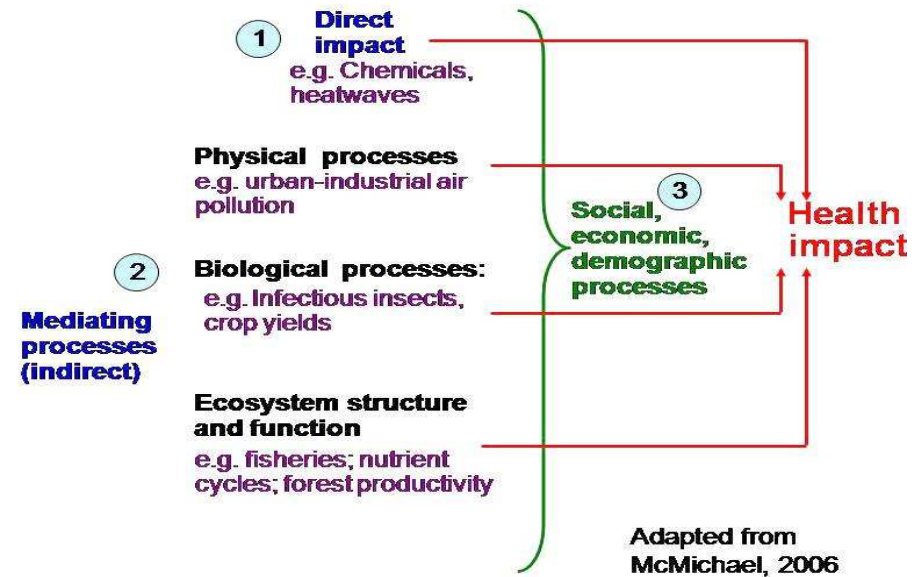 1
Direct
impact
e.g. Chemicals,
heatwaves
Physical processes
e.g. urban-industrial air
pollution
2
Biological processes:
e.g. Infectious insects,
crop yields
Mediating
processes
(indirect)
Ecosystem structure
and function
e.g. fisheries; nutrient
cycles; forest productivity
3
Social,
economic,
demographic
processes
Health
impact
Adapted from
McMichael, 2006